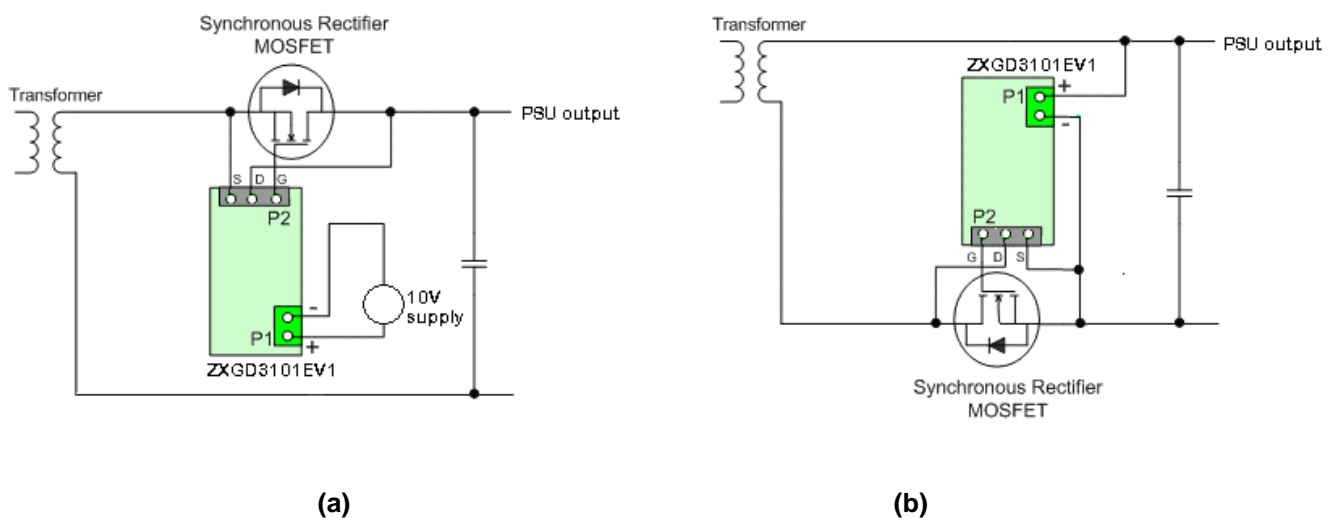 Synchronous Rectifier
MOSFET
Transformer
PSU output
S D G
P2
-
10V
supply
P1
+
ZXGD3101EV1
(a)
Transformer
PSU output
ZXGD3101EV1
P1
+
-
P2
G D S
Synchronous Rectifier
MOSFET
(b)